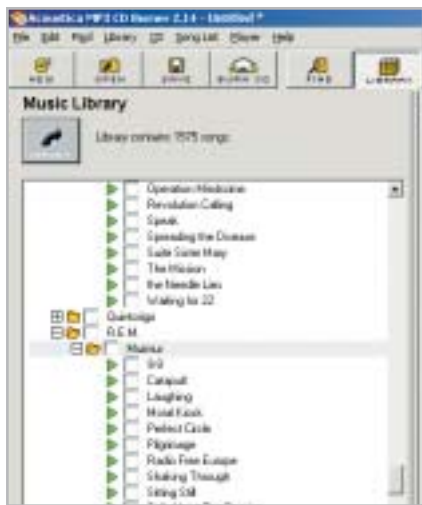 Acoustica MP3 CD Burner 2.14 - Untitled *
File Edit Play Library CD Song List Player Help
NEW OPEN SAVE BURN CD FIND LIBRARY
Music Library
Library contains 1575 songs
Operation Mindcrime
Revolution Calling
Speak
Spreading the Disease
Suite Sister Mary
The Mission
the Needle Lies
Waiting for 22
R.E.M.
Murmur
9-9
Catapult
Laughing
Moral Kiosk
Perfect Circle
Pilgrimage
Radio Free Europe
Shaking Through
Sitting Still